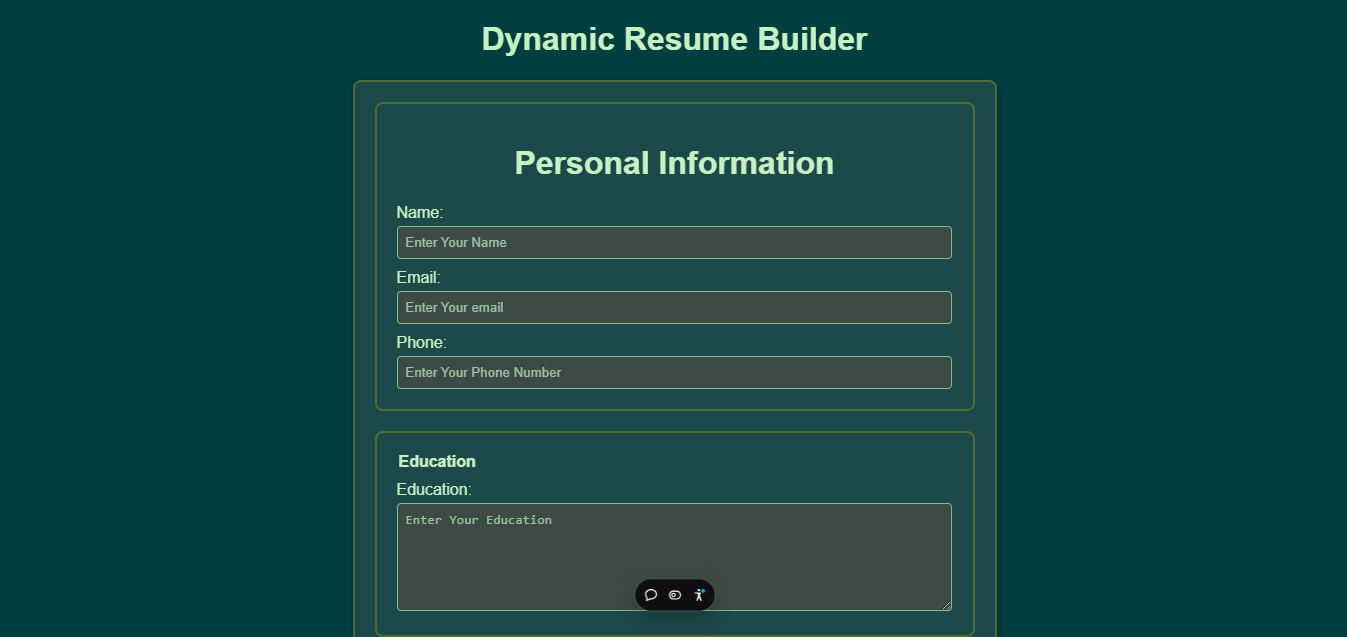 Dynamic Resume Builder
Personal Information
Name:
Enter Your Name
Email:
Enter Your email
Phone:
Enter Your Phone Number
Education
Education:
Enter Your Education